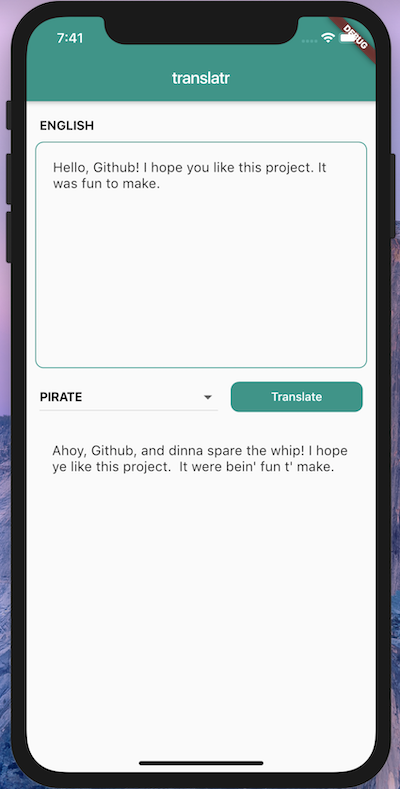 7:41
DEBUG
translatr
ENGLISH
Hello, Github! I hope you like this project. It
was fun to make.
PIRATE
Translate
Ahoy, Github, and dinna spare the whip! I hope
ye like this project.  It were bein' fun t' make.